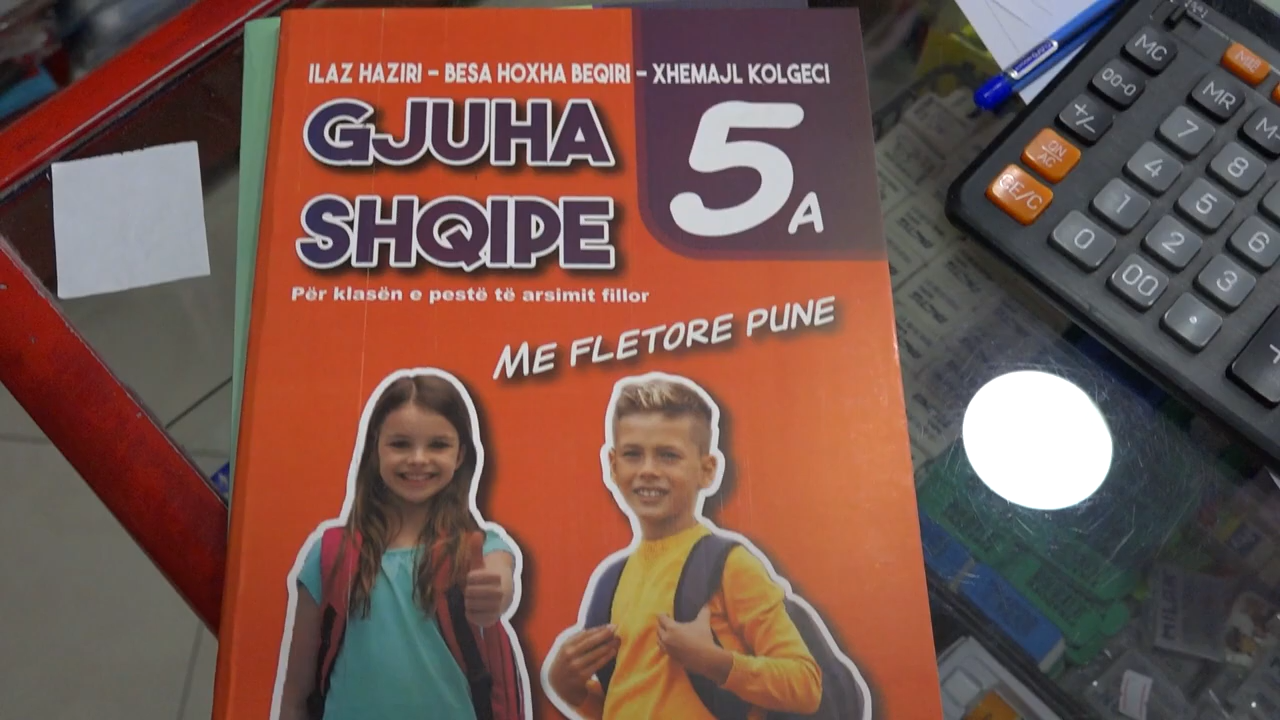 ILAZ HAZIRI – BESA HOXHA BEQIRI – XHEMAJL KOLGECI
GJUHA
SHQIPE
5A
Për klasën e pestë të arsimit fillor
ME FLETORE PUNE
MC
00→0
MR
+/−
7
ON
AC
4
8
CE/C
1
5
0
2
6
00
3